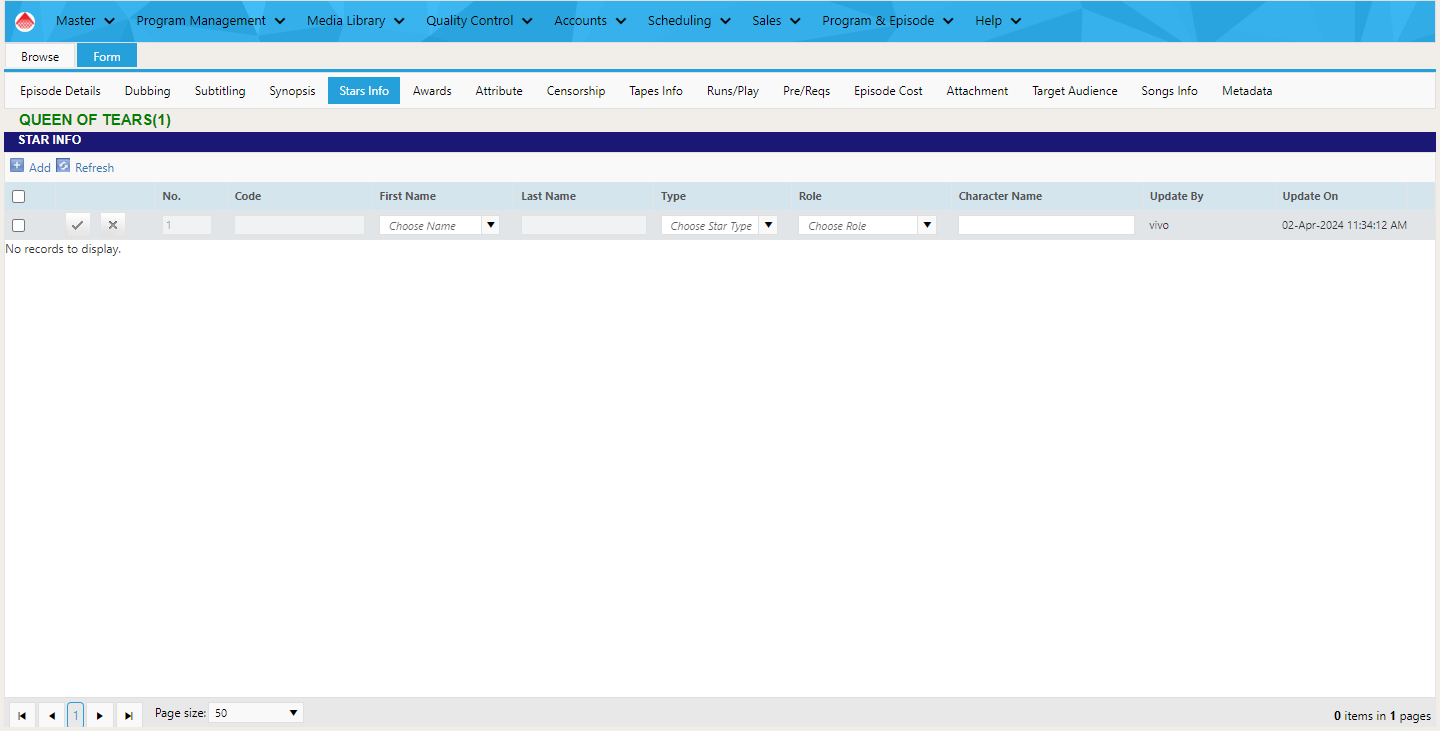 Master Program Management Media Library Quality Control Accounts Scheduling Sales Program & Episode Help
Browse Form
Episode Details Dubbing Subtitling Synopsis Stars Info Awards Attribute Censorship Tapes Info Runs/Play Pre/Reqs Episode Cost Attachment Target Audience Songs Info Metadata
QUEEN OF TEARS(1)
STAR INFO
Add Refresh
No. Code First Name Last Name Type Role Character Name Update By Update On
1 Choose Name Choose Star Type Choose Role vivo 02-Apr-2024 11:34:12 AM
No records to display.
1 Page size: 50 0 items in 1 pages